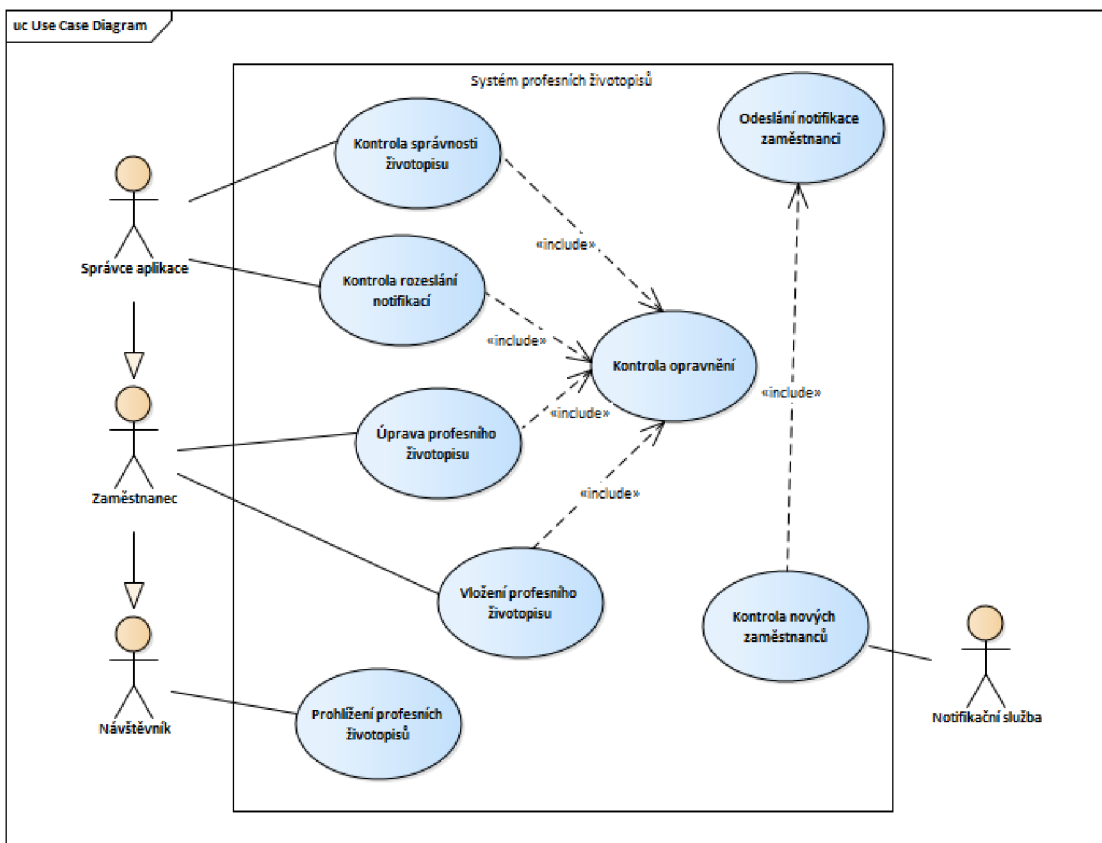 uc Use Case Diagram
Systém profesních životopisů
Kontrola správnosti
životopisu
Odeslání notifikace
zaměstnanci
«include»
Správce aplikace
Kontrola rozeslání
notifikací
«include»
Kontrola opravnění
«include»
«include»
Úprava profesního
životopisu
Zaměstnanec
«include»
Vložení profesního
životopisu
Kontrola nových
zaměstnanců
Návštěvník
Prohlížení profesních
životopisů
Notifikační služba